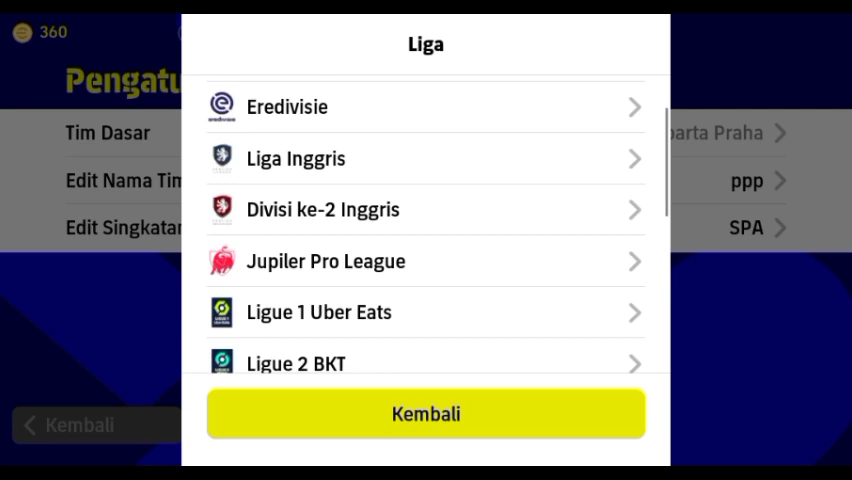 360
Liga
Pengatu
Eredivisie
Tim Dasar
parta Praha
Liga Inggris
Edit Nama Tim
ppp
Divisi ke-2 Inggris
Edit Singkatan
SPA
Jupiler Pro League
Ligue 1 Uber Eats
Ligue 2 BKT
Kembali
Kembali